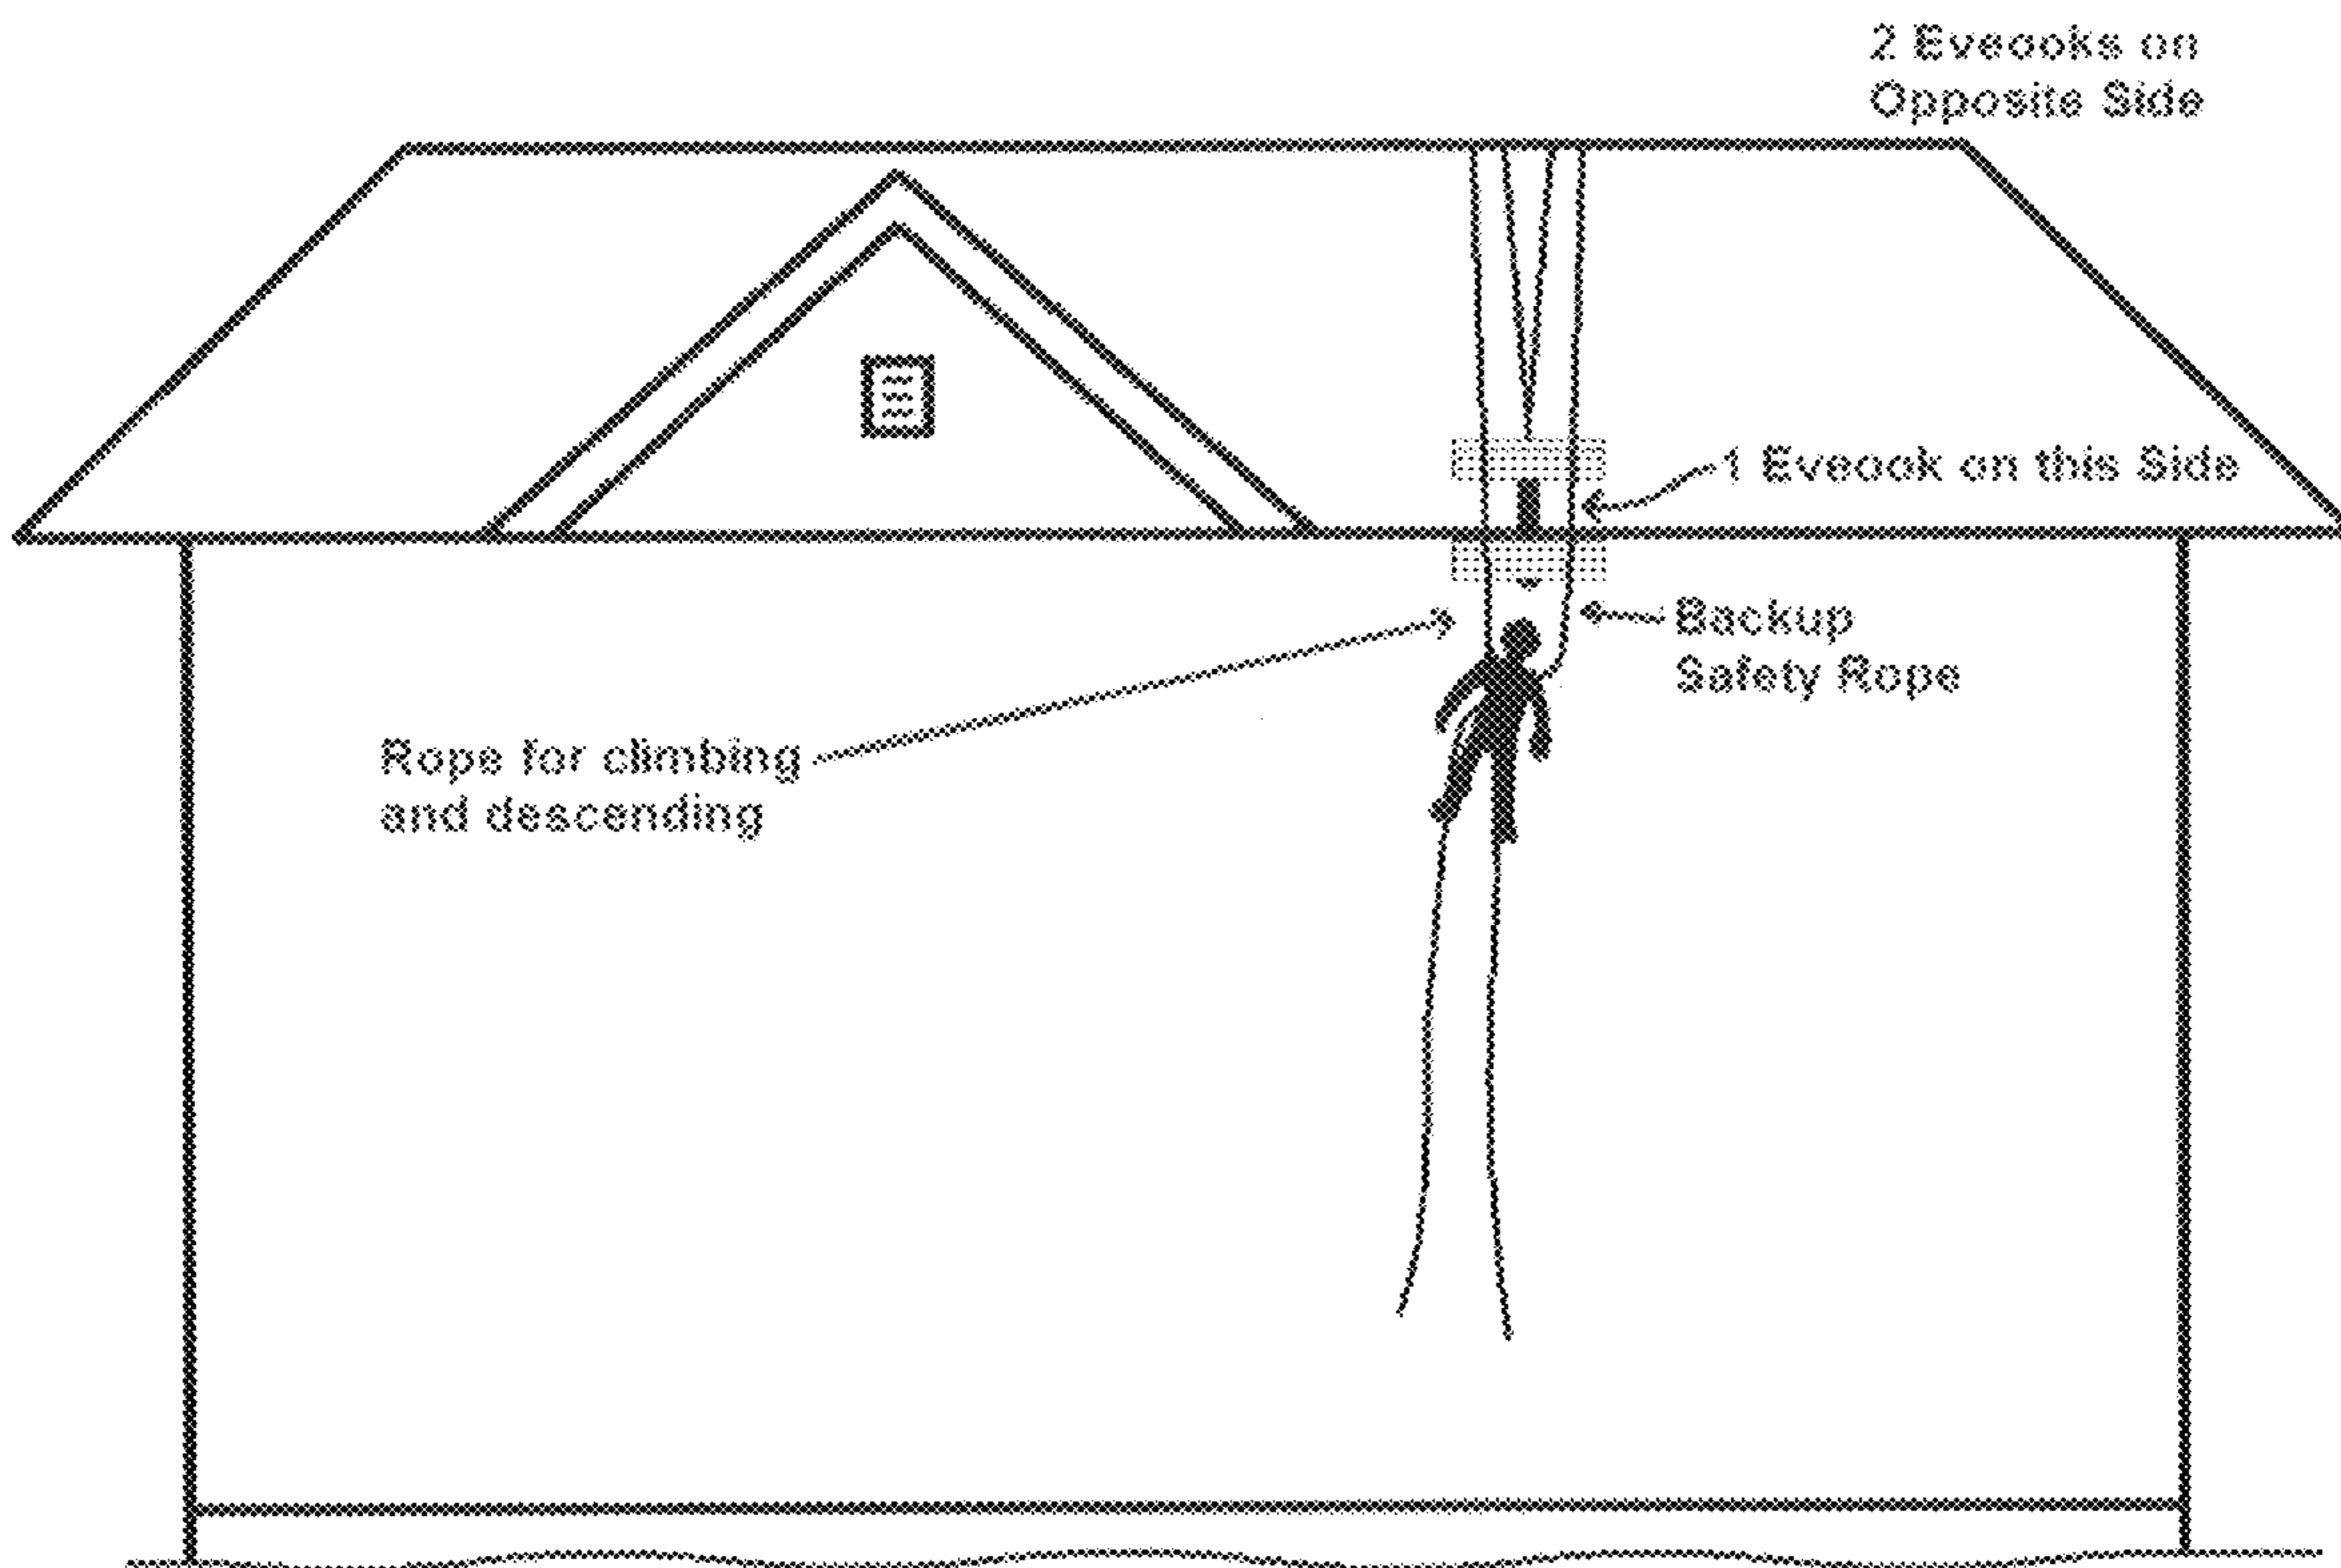 2 Eveooks on
Opposite Side
1 Eveook on this Side
Backup
Safety Rope
Rope for climbing
and descending